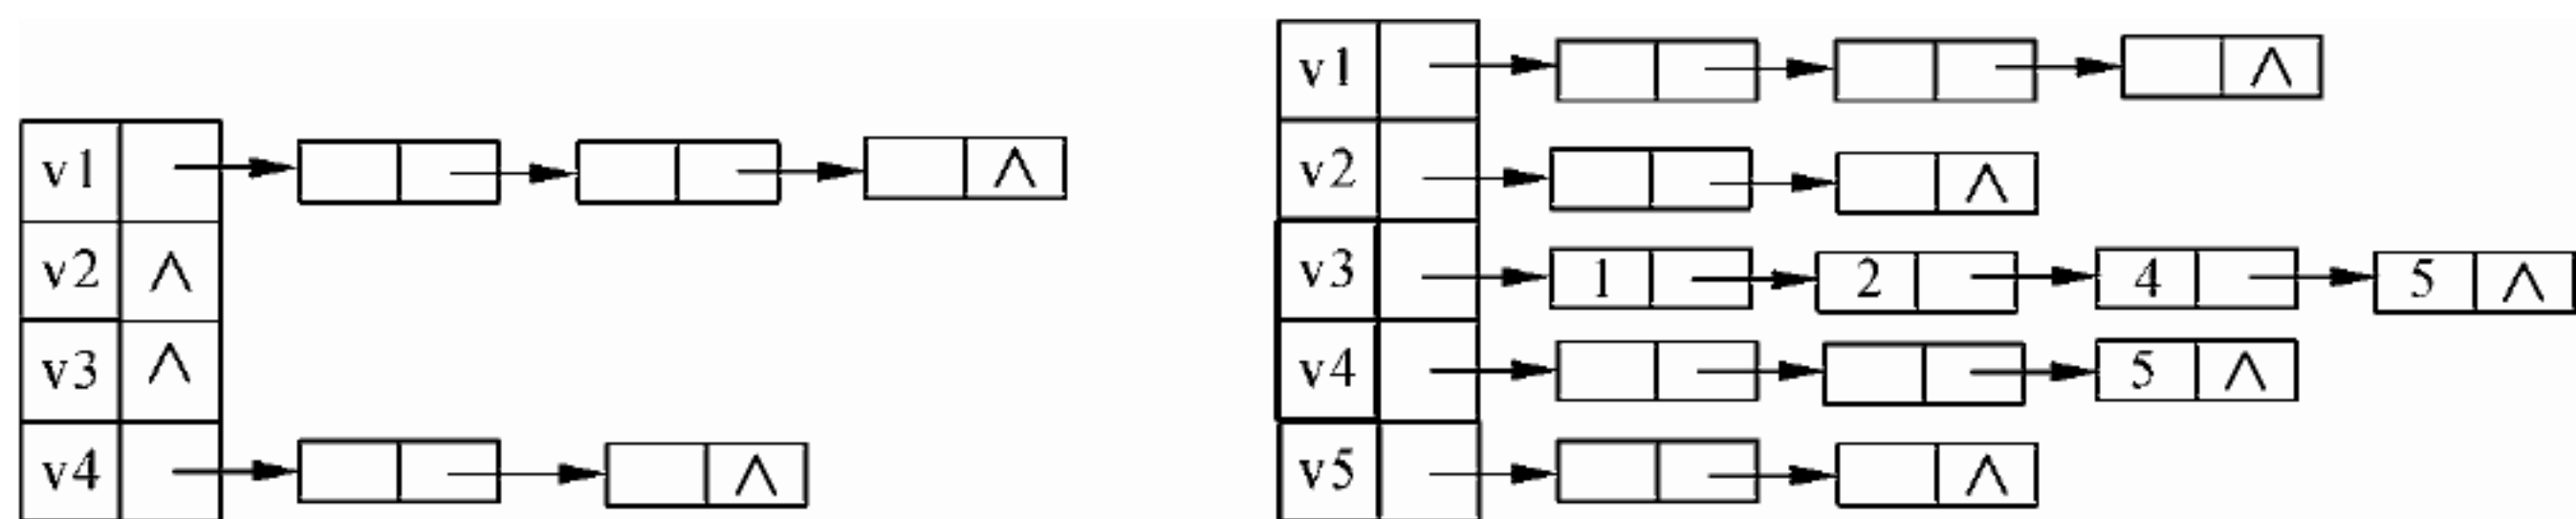 v1 ∧
v2 ∧
v3 ∧
v4 ∧
v1 ∧
v2 ∧
v3 1 2 4 5 ∧
v4 5 ∧
v5 ∧